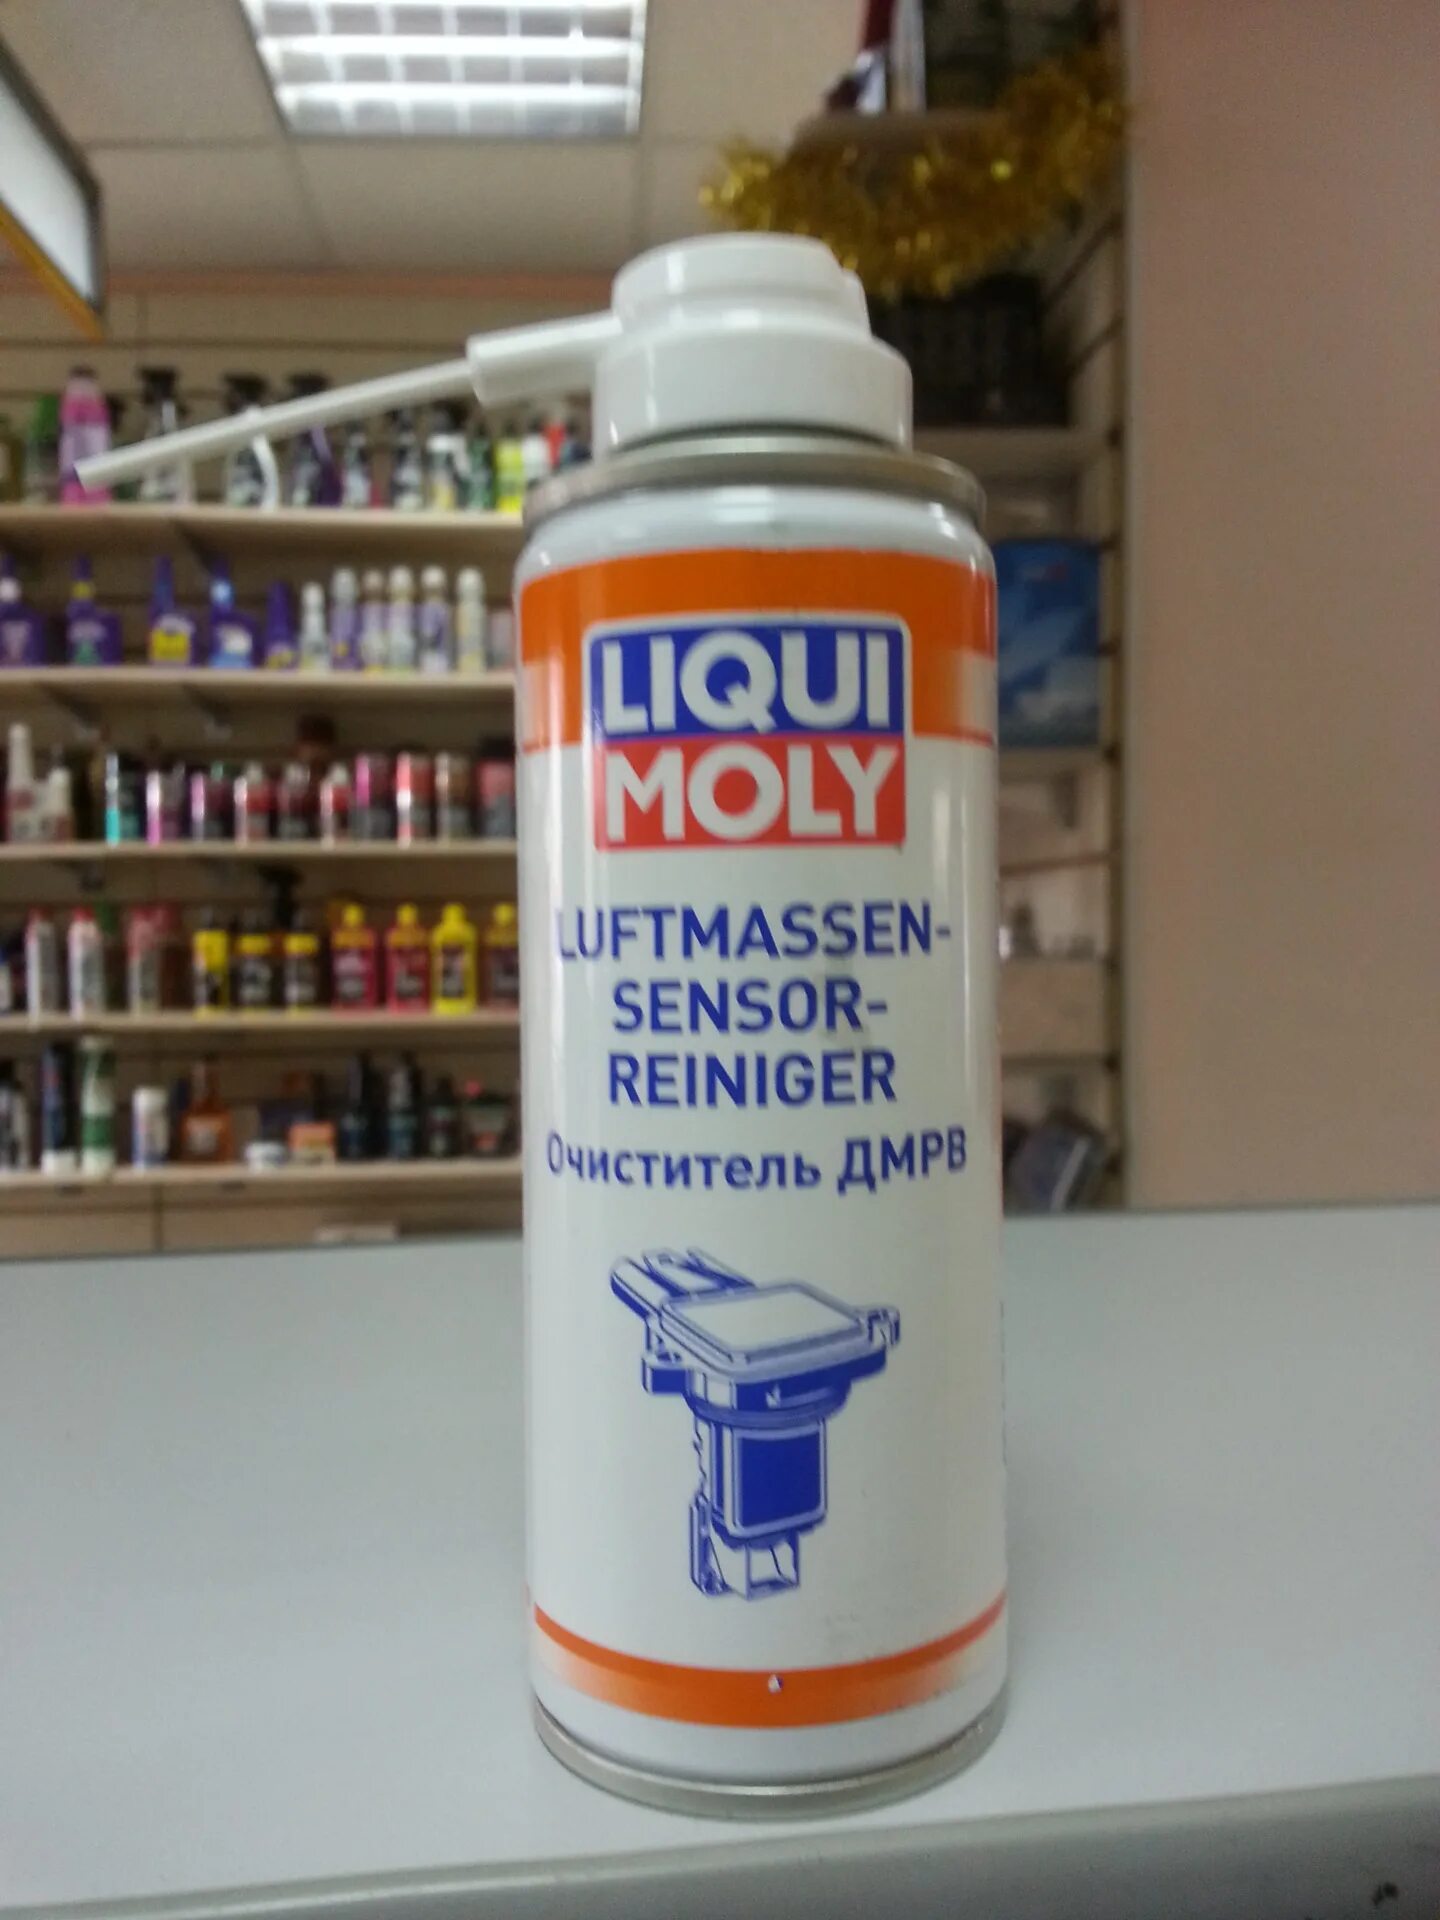 LIQUI
MOLY
LUFTMASSEN-
SENSOR-
REINIGER
Очиститель ДМРВ